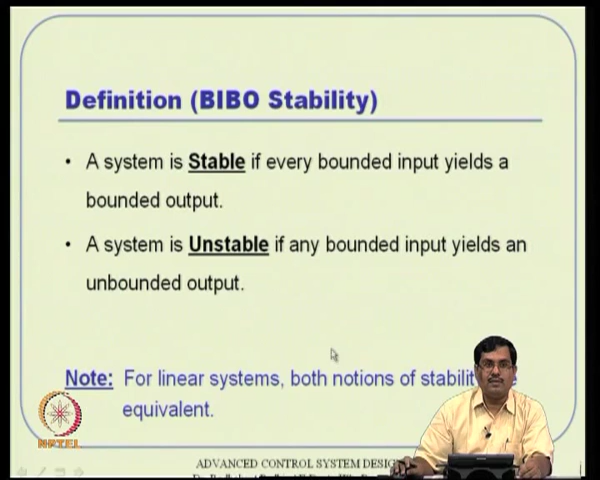 Definition (BIBO Stability)
• A system is Stable if every bounded input yields a
bounded output.
• A system is Unstable if any bounded input yields an
unbounded output.
Note: For linear systems, both notions of stabilit
equivalent.
NPTEL
ADVANCED CONTROL SYSTEM DESIG